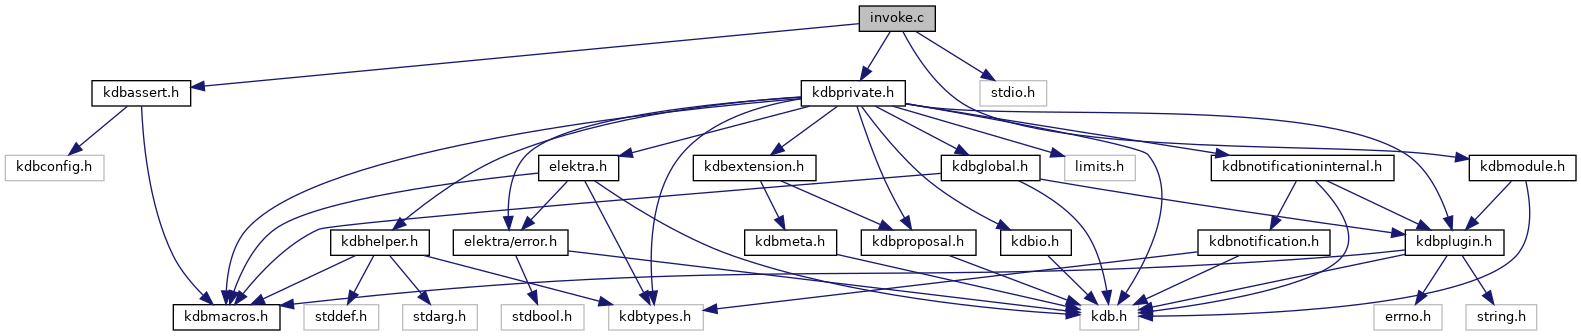 invoke.c
kdbassert.h
kdbprivate.h
stdio.h
kdbconfig.h
elektra.h
kdbextension.h
kdbglobal.h
limits.h
kdbnotificationinternal.h
kdbmodule.h
kdbhelper.h
elektra/error.h
kdbmeta.h
kdbproposal.h
kdbio.h
kdbnotification.h
kdbplugin.h
kdbmacros.h
stddef.h
stdarg.h
stdbool.h
kdbtypes.h
kdb.h
errno.h
string.h